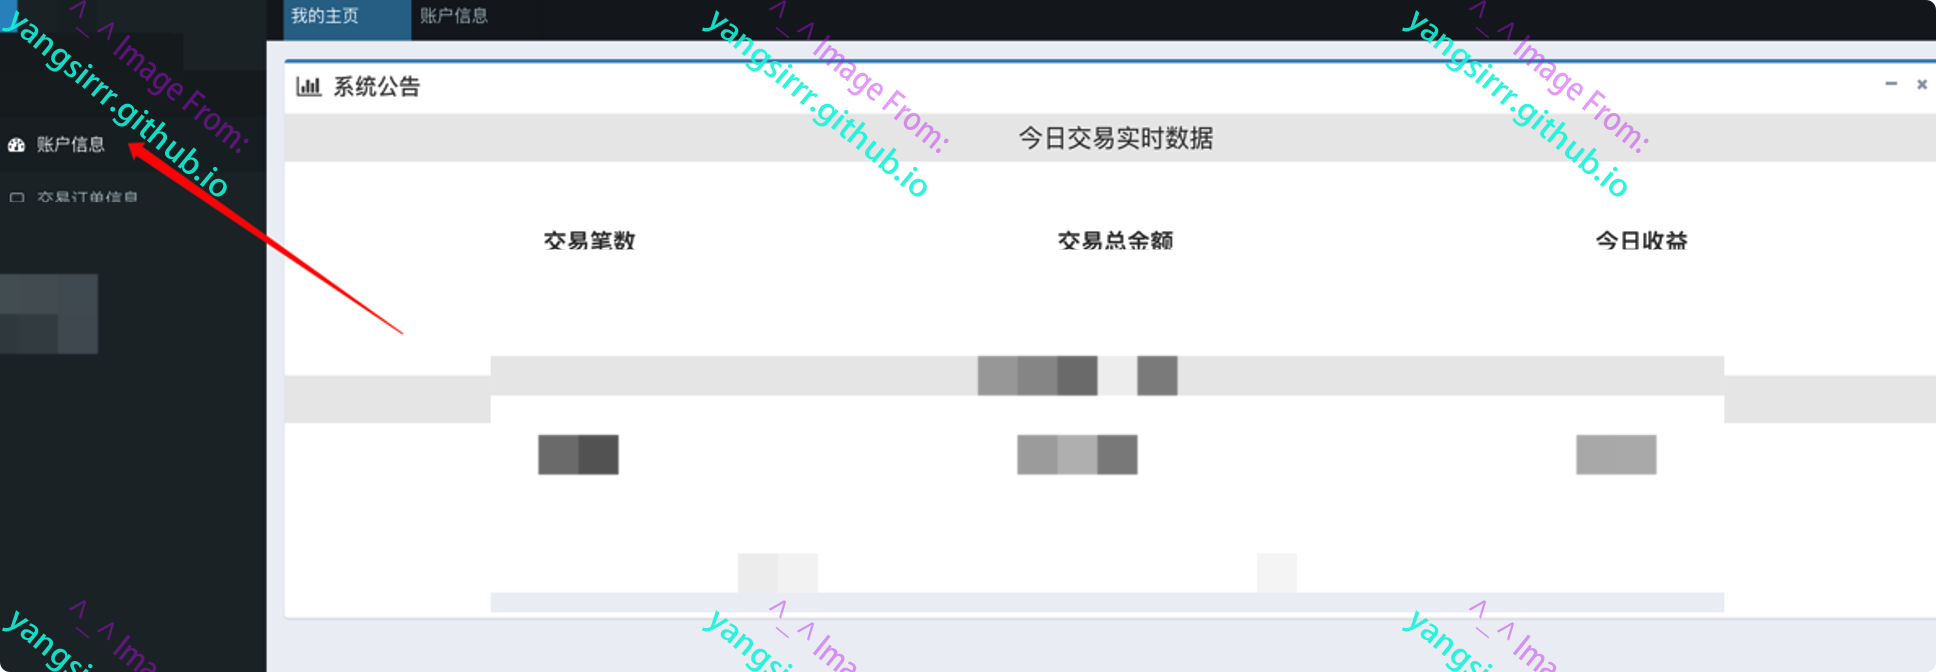 我的主页 账户信息
系统公告
今日交易实时数据
账户信息
交易订单信息
交易笔数 交易总金额 今日收益
^_^ Image From:
yangsirrr.github.io
^_^ Image From:
yangsirrr.github.io
^_^ Image From:
yangsirrr.github.io
^_^ Ima
yangsi
^_^ Ima
yangsi
^_^ Ima
yangsi